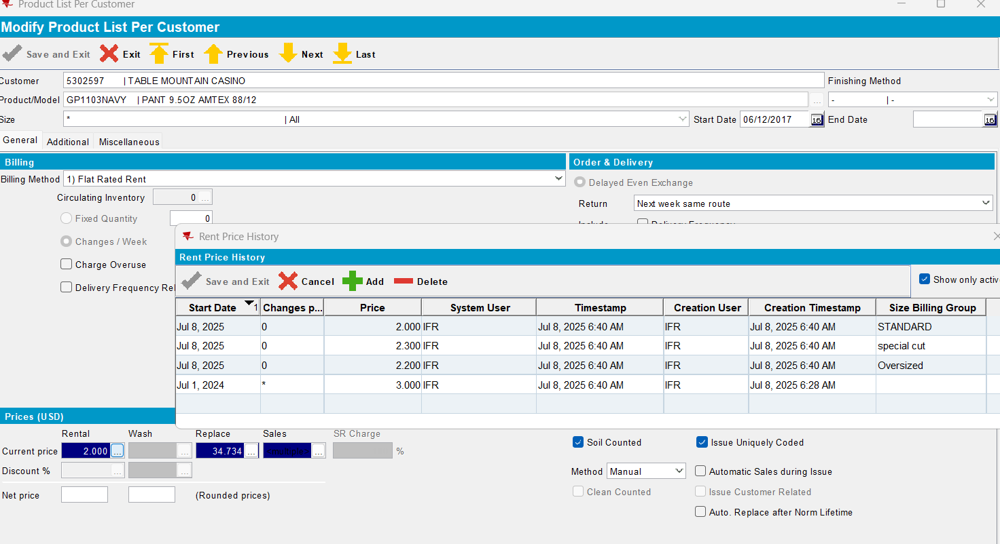 Product List Per Customer
Modify Product List Per Customer
Save and Exit Exit First Previous Next Last
Customer 5302597 | TABLE MOUNTAIN CASINO Finishing Method
Product/Model GP1103NAVY | PANT 9.5OZ AMTEX 88/12 ... - | -
Size * | All Start Date 06/12/2017 16 End Date 16
General Additional Miscellaneous
Billing Order & Delivery
Billing Method 1) Flat Rated Rent Delayed Even Exchange
Circulating Inventory 0 ... Return Next week same route
Fixed Quantity 0 Include Delivery Frequency
Changes / Week
Charge Overuse
Delivery Frequency Rel
Rent Price History
Rent Price History
Save and Exit Cancel Add Delete Show only activ
Start Date 1 Changes p... Price System User Timestamp Creation User Creation Timestamp Size Billing Group
Jul 8, 2025 0 2.000 IFR Jul 8, 2025 6:40 AM IFR Jul 8, 2025 6:40 AM STANDARD
Jul 8, 2025 0 2.300 IFR Jul 8, 2025 6:40 AM IFR Jul 8, 2025 6:40 AM special cut
Jul 8, 2025 0 2.200 IFR Jul 8, 2025 6:40 AM IFR Jul 8, 2025 6:40 AM Oversized
Jul 1, 2024 * 3.000 IFR Jul 8, 2025 6:40 AM IFR Jul 8, 2025 6:28 AM
Prices (USD)
Rental Wash Replace Sales SR Charge
Current price 2.000 ... ... 34.734 ... <multiple> ... %
Discount % ... ...
Net price (Rounded prices)
Soil Counted Issue Uniquely Coded
Method Manual Automatic Sales during Issue
Clean Counted Issue Customer Related
Auto. Replace after Norm Lifetime